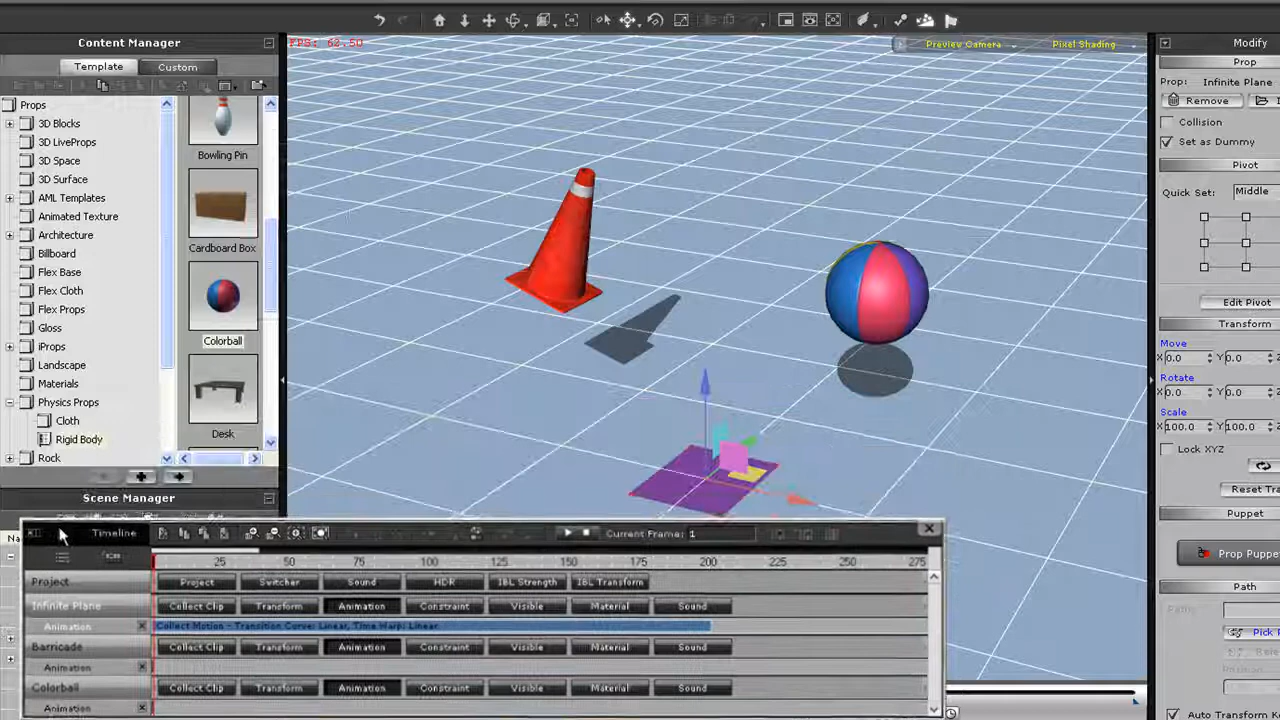 Content Manager
FPS: 62.50
Preview Camera
Pixel Shading
Modify
Template
Custom
Prop
Props
Prop:
Infinite Plane
3D Blocks
Remove
3D LiveProps
Collision
3D Space
Bowling Pin
Set as Dummy
3D Surface
AML Templates
Pivot
Animated Texture
Quick Set:
Middle
Architecture
Cardboard Box
Billboard
Flex Base
Flex Cloth
Flex Props
Edit Pivot
Gloss
Colorball
Transform
iProps
Move
Landscape
X 0.0
Y 0.0
Z
Materials
Rotate
Physics Props
X 0.0
Y 0.0
Z
Cloth
Scale
Rigid Body
Desk
X 100.0
Y 100.0
Z
Rock
Lock XYZ
Scene Manager
Reset Tra
Puppet
Timeline
Current Frame: 1
Na
Prop Puppe
25
50
75
100
125
150
175
200
225
250
275
Project
Project
Switcher
Sound
HDR
IBL Strength
IBL Transform
Path
Infinite Plane
Collect Clip
Transform
Animation
Constraint
Visible
Material
Sound
Path:
Animation
Collect Motion - Transition Curve: Linear, Time Warp: Linear
Pick P
Barricade
Collect Clip
Transform
Animation
Constraint
Visible
Material
Sound
Animation
Colorball
Collect Clip
Transform
Animation
Constraint
Visible
Material
Sound
Animation
Auto Transform Ke